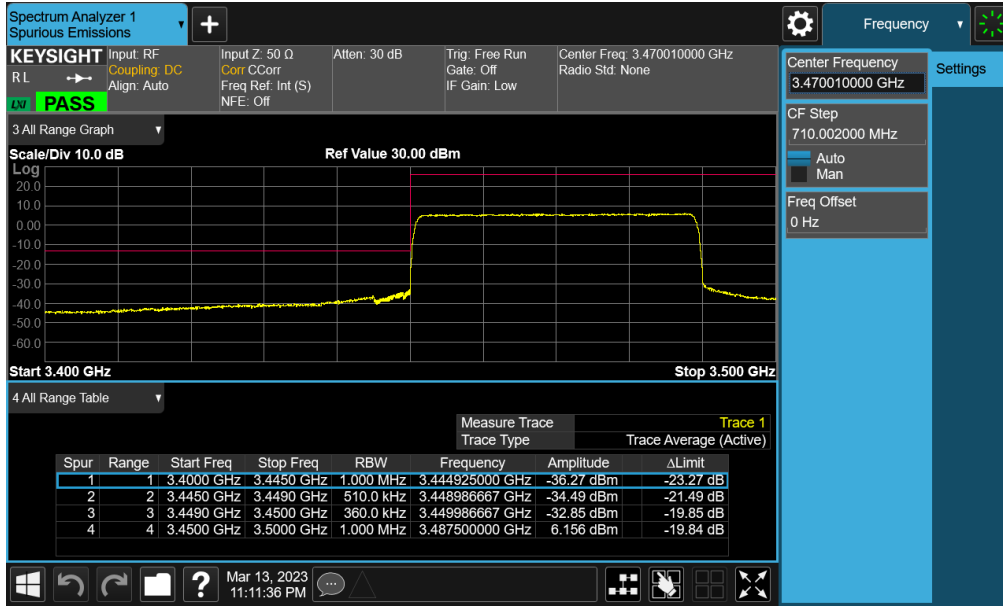 Spectrum Analyzer 1
Spurious Emissions
Frequency
KEYSIGHT
R L
LXI
PASS
Input: RF
Coupling: DC
Align: Auto
Input Z: 50 Ω
Corr CCorr
Freq Ref: Int (S)
NFE: Off
Atten: 30 dB
Trig: Free Run
Gate: Off
IF Gain: Low
Center Freq: 3.470010000 GHz
Radio Std: None
Center Frequency
3.470010000 GHz
Settings
CF Step
710.002000 MHz
Auto
Man
Freq Offset
0 Hz
3 All Range Graph
Scale/Div 10.0 dB
Ref Value 30.00 dBm
Log
20.0
10.0
0.00
-10.0
-20.0
-30.0
-40.0
-50.0
-60.0
Start 3.400 GHz
Stop 3.500 GHz
4 All Range Table
Measure Trace Trace 1
Trace Type Trace Average (Active)
Spur Range Start Freq Stop Freq RBW Frequency Amplitude ΔLimit
1 1 3.4000 GHz 3.4450 GHz 1.000 MHz 3.444925000 GHz -36.27 dBm -23.27 dB
2 2 3.4450 GHz 3.4490 GHz 510.0 kHz 3.448986667 GHz -34.49 dBm -21.49 dB
3 3 3.4490 GHz 3.4500 GHz 360.0 kHz 3.449986667 GHz -32.85 dBm -19.85 dB
4 4 3.4500 GHz 3.5000 GHz 1.000 MHz 3.487500000 GHz 6.156 dBm -19.84 dB
Mar 13, 2023
11:11:36 PM